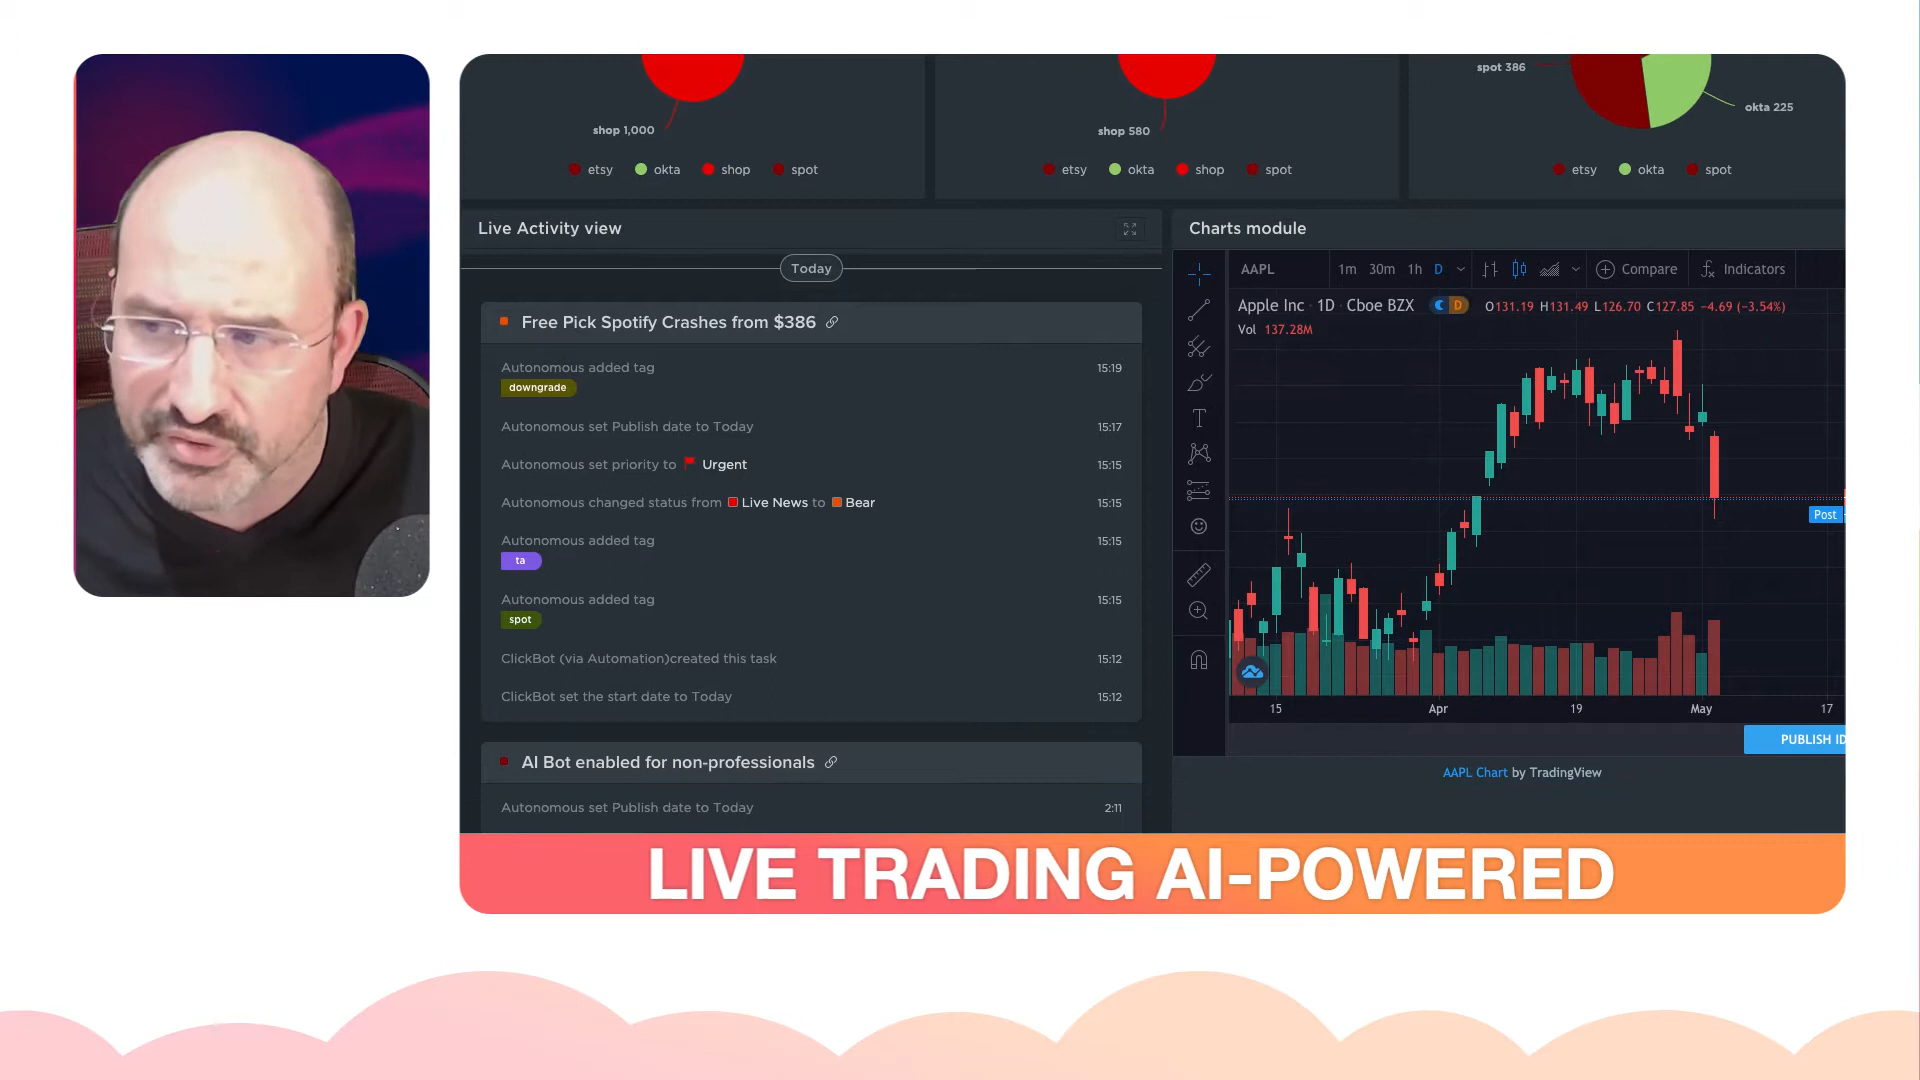 spot 386
okta 225
shop 1,000
shop 580
etsy okta shop spot
etsy okta shop spot
etsy okta spot
Live Activity view
Today
Free Pick Spotify Crashes from $386
Autonomous added tag 15:19
downgrade
Autonomous set Publish date to Today 15:17
Autonomous set priority to Urgent 15:15
Autonomous changed status from Live News to Bear 15:15
Autonomous added tag 15:15
ta
Autonomous added tag 15:15
spot
ClickBot (via Automation)created this task 15:12
ClickBot set the start date to Today 15:12
AI Bot enabled for non-professionals
Autonomous set Publish date to Today 2:11
Charts module
AAPL 1m 30m 1h D Compare Indicators
Apple Inc · 1D · Cboe BZX D O131.19 H131.49 L126.70 C127.85 -4.69 (-3.54%)
Vol 137.28M
Post
15 Apr 19 May 17
PUBLISH ID
AAPL Chart by TradingView
LIVE TRADING AI-POWERED